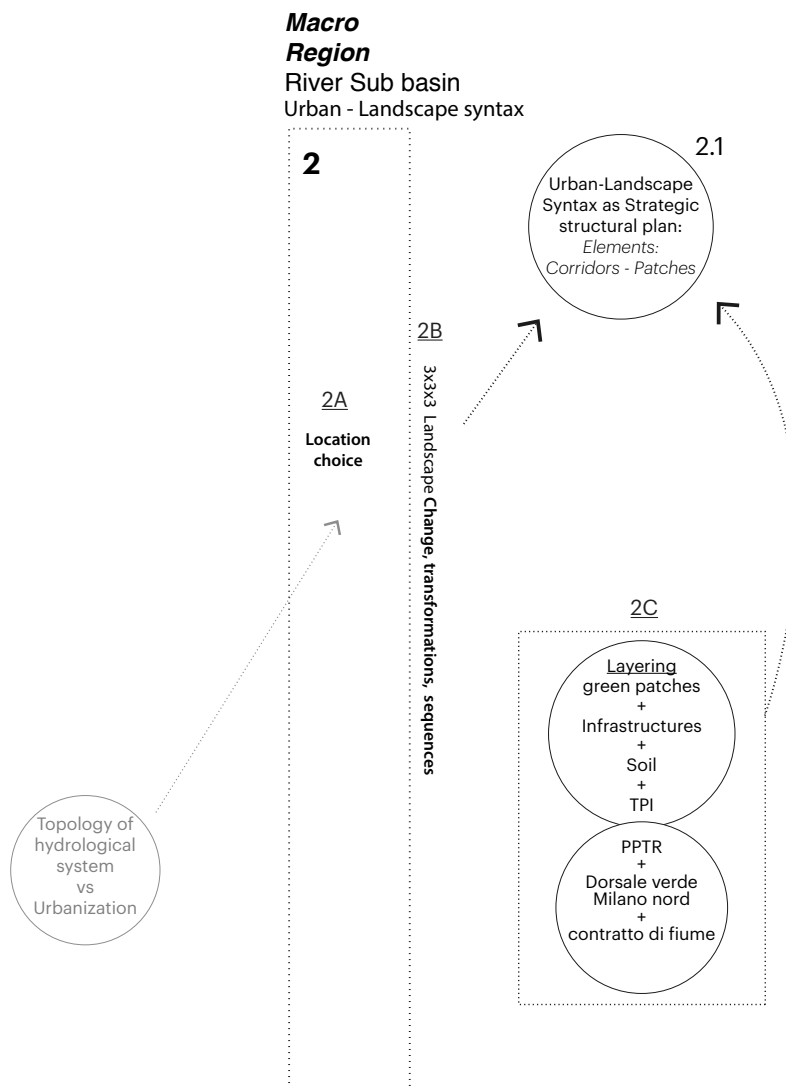 Macro
Region
River Sub basin
Urban - Landscape syntax
2
2.1
Urban-Landscape
Syntax as Strategic
structural plan:
Elements:
Corridors - Patches
2B
3x3x3 Landscape Change, transformations, sequences
2A
Location
choice
2C
Layering
green patches
+
Infrastructures
+
Soil
+
TPI
PPTR
+
Dorsale verde
Milano nord
+
contratto di fiume
Topology of
hydrological
system
vs
Urbanization